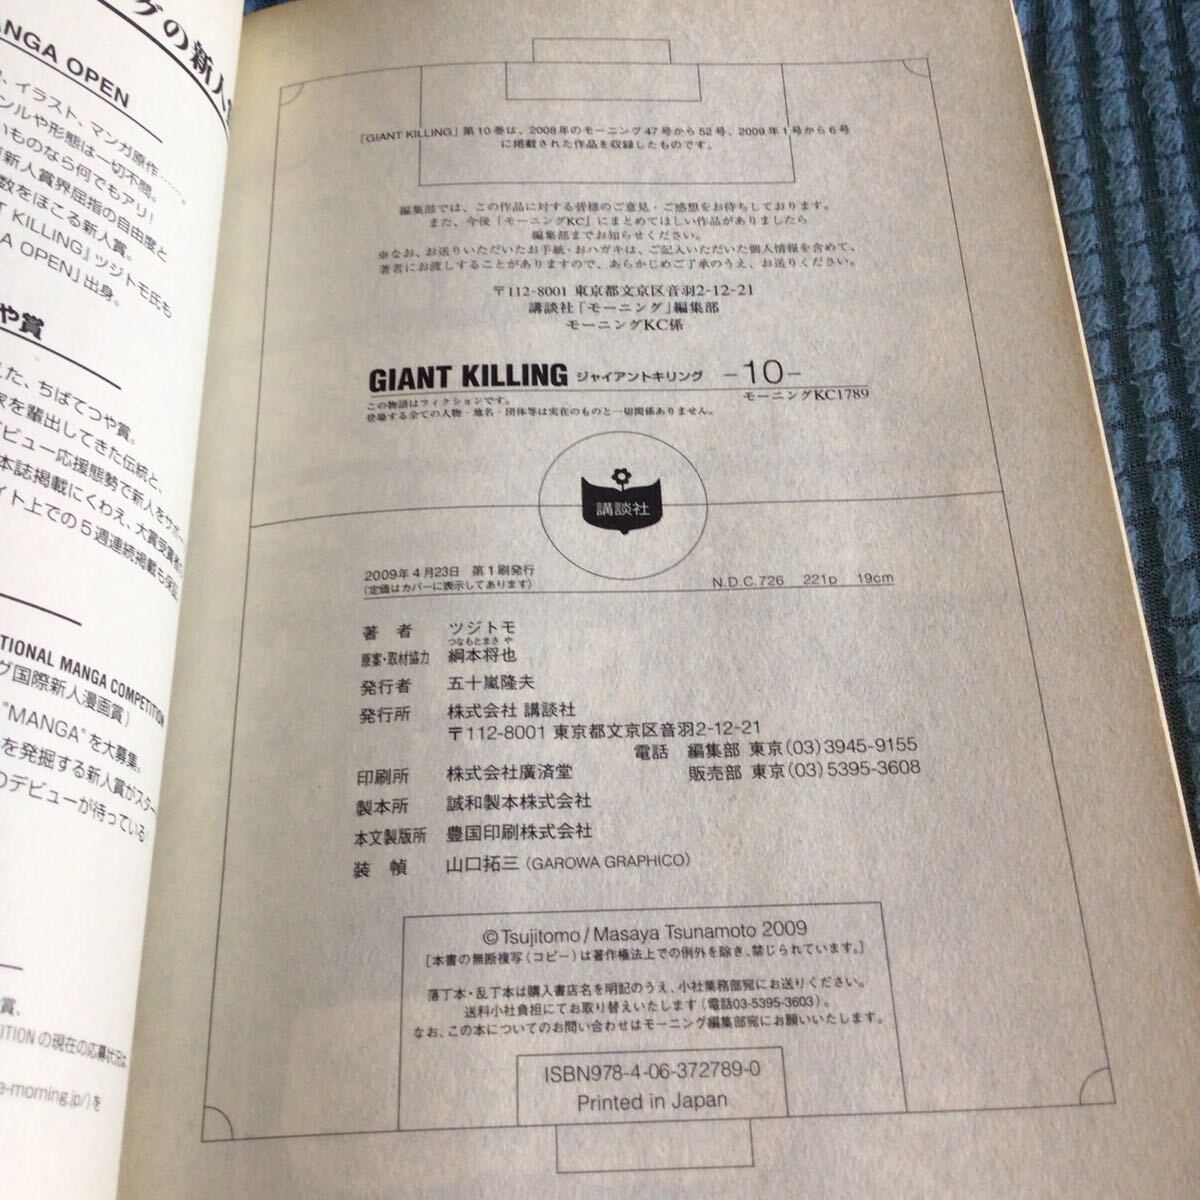 グの新人
ANGA OPEN
、イラスト、マンガ原作……、
ンルや形態は一切不問。
いものなら何でもアリ！
新人賞界屈指の自由度と
数をほこる新人賞。
T KILLING』ツジトモ氏も
A OPEN」出身。
や賞
えた、ちばてつや賞。
家を輩出してきた伝統と、
デビュー応援態勢で新人をサポ
本誌掲載にくわえ、大賞受賞者の
イト上での5週連続掲載も保証。
TIONAL MANGA COMPETITION
グ国際新人漫画賞）
"MANGA"を大募集。
を発掘する新人賞がスター
のデビューが待っている！
賞、
TITIONの現在の応募状況は
e-morning.jp/)を
『GIANT KILLING』第10巻は、2008年のモーニング47号から52号、2009年1号から6号
に掲載された作品を収録したものです。
編集部では、この作品に対する皆様のご意見・ご感想をお待ちしております。
また、今後『モーニングKC』にまとめてほしい作品がありましたら
編集部までお知らせください。
※なお、お送りいただいたお手紙・おハガキは、ご記入いただいた個人情報を含めて、
著者にお渡しすることがありますので、あらかじめご了承のうえ、お送りください。
〒112-8001 東京都文京区音羽2-12-21
講談社「モーニング」編集部
モーニングKC係
GIANT KILLING ジャイアントキリング －10－
モーニングKC1789
この物語はフィクションです。
登場する全ての人物・地名・団体等は実在のものと一切関係ありません。
講談社
2009年4月23日 第1刷発行
（定価はカバーに表示してあります）
N.D.C.726 221p 19cm
著者 ツジトモ
つなもとまさや
原案・取材協力 綱本将也
発行者 五十嵐隆夫
発行所 株式会社 講談社
〒112-8001 東京都文京区音羽2-12-21
電話 編集部 東京(03)3945-9155
販売部 東京(03)5395-3608
印刷所 株式会社廣済堂
製本所 誠和製本株式会社
本文製版所 豊国印刷株式会社
装幀 山口拓三（GAROWA GRAPHICO）
©Tsujitomo/Masaya Tsunamoto 2009
［本書の無断複写（コピー）は著作権法上での例外を除き、禁じられています。］
落丁本・乱丁本は購入書店名を明記のうえ、小社業務部宛にお送りください。
送料小社負担にてお取り替えいたします（電話03-5395-3603）。
なお、この本についてのお問い合わせはモーニング編集部宛にお願いいたします。
ISBN978-4-06-372789-0
Printed in Japan